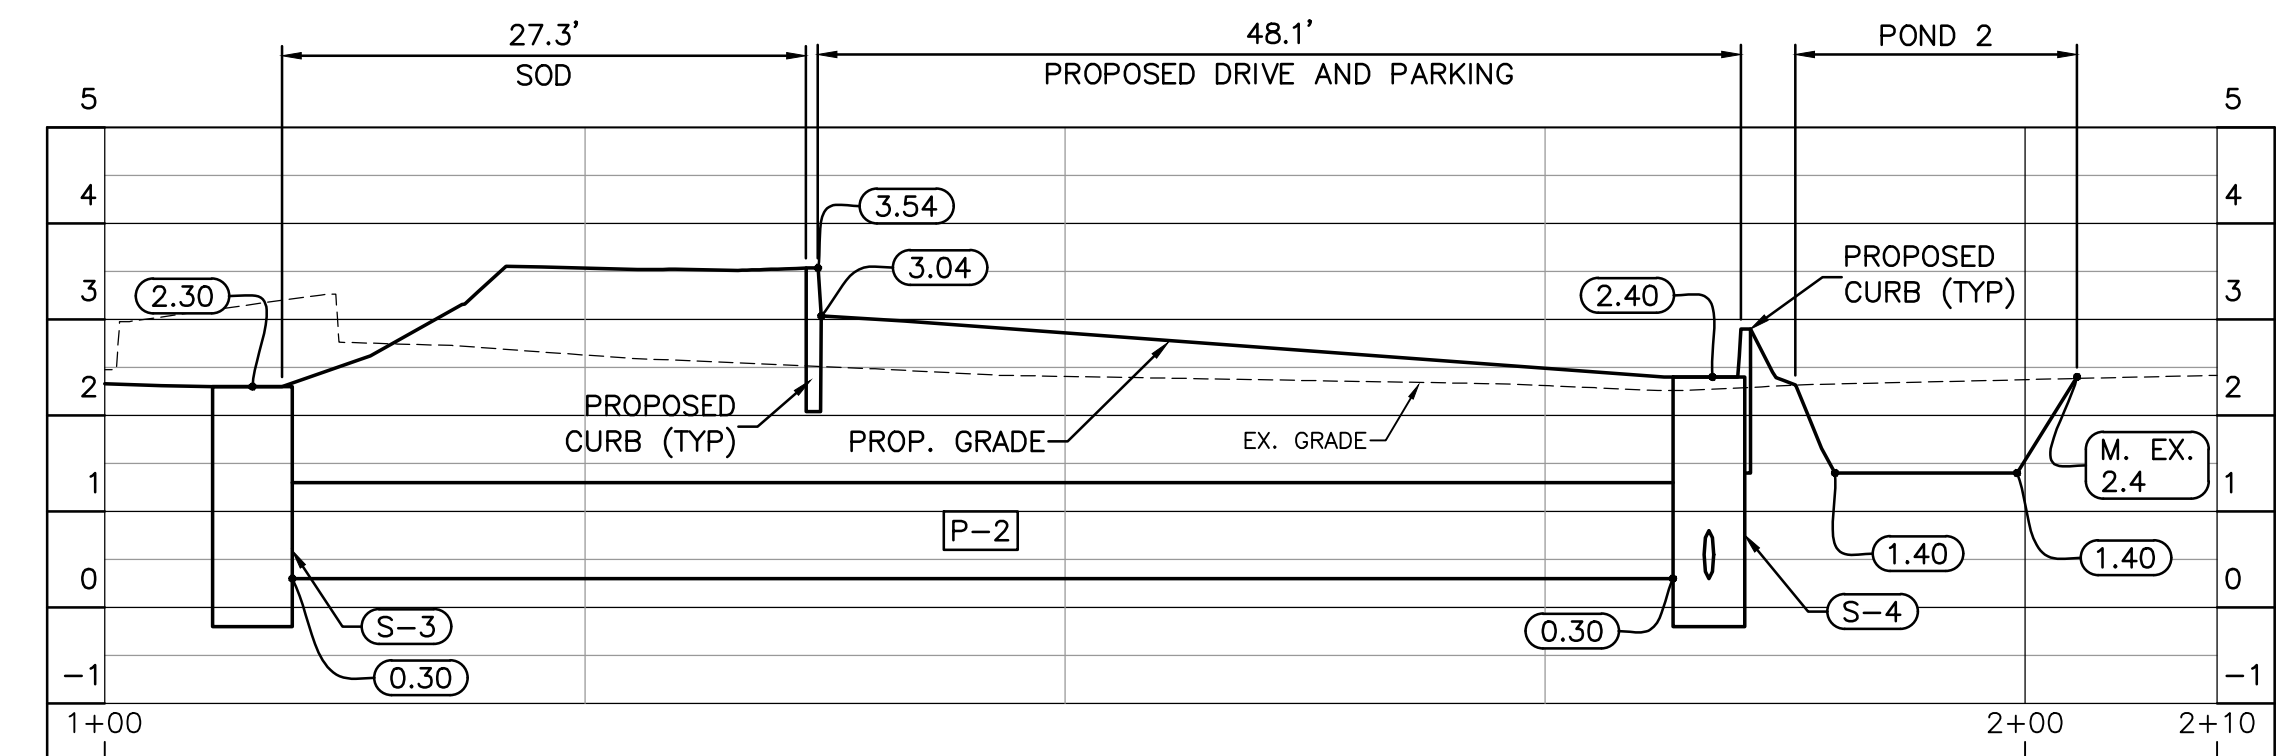 27.3'
SOD
48.1'
PROPOSED DRIVE AND PARKING
POND 2
5
5
4
4
3.54
3.04
PROPOSED
CURB (TYP)
2.30
2.40
3
3
2
2
PROPOSED
CURB (TYP)
PROP. GRADE
EX. GRADE
M. EX.
2.4
1
1
P-2
1.40
1.40
0
0
S-3
0.30
0.30
S-4
-1
-1
1+00
2+00
2+10